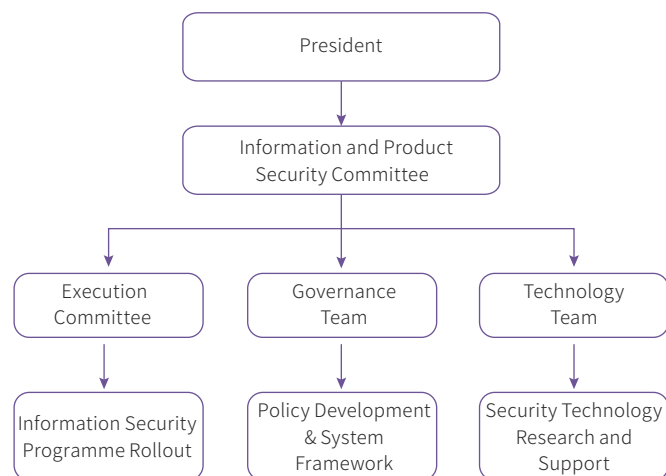 President
Information and Product
Security Committee
Execution
Committee
Governance
Team
Technology
Team
Information Security
Programme Rollout
Policy Development
& System
Framework
Security Technology
Research and
Support